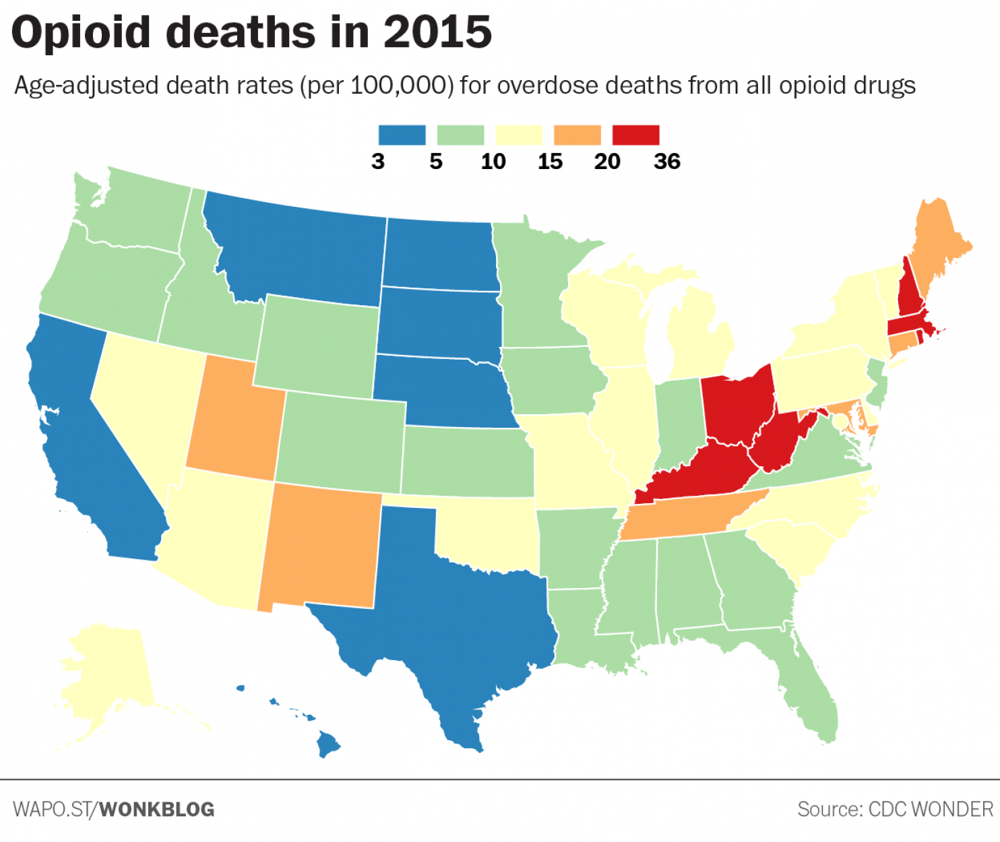 Opioid deaths in 2015
Age-adjusted death rates (per 100,000) for overdose deaths from all opioid drugs
3 5 10 15 20 36
WAPO.ST/WONKBLOG
Source: CDC WONDER